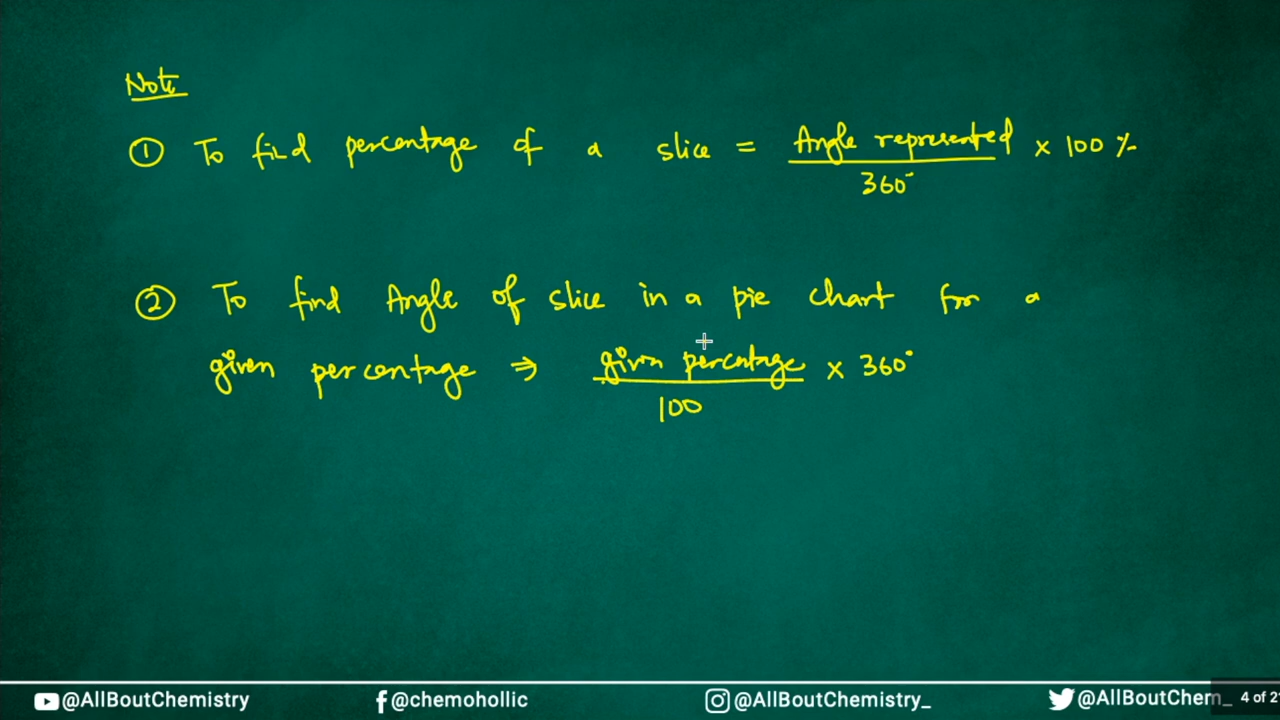 Note
① To find percentage of a slice = Angle represented / 360° × 100 %
② To find Angle of slice in a pie chart for a
given percentage ⇒ given percentage / 100 × 360°
@AllBoutChemistry @chemohollic @AllBoutChemistry_ @AllBoutChem_ 4 of 21